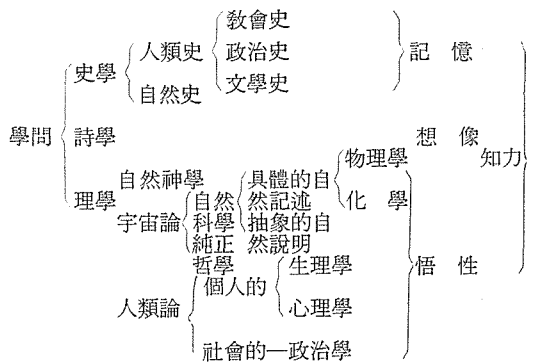 敎會史
人類史 政治史 記憶
史學 文學史
自然史
學問 詩學 想像
物理學 知力
自然神學 具體的自
理學 自然 然記述 化學
宇宙論 科學 抽象的自
純正 然說明
哲學 生理學 悟性
個人的
人類論 心理學
社會的―政治學